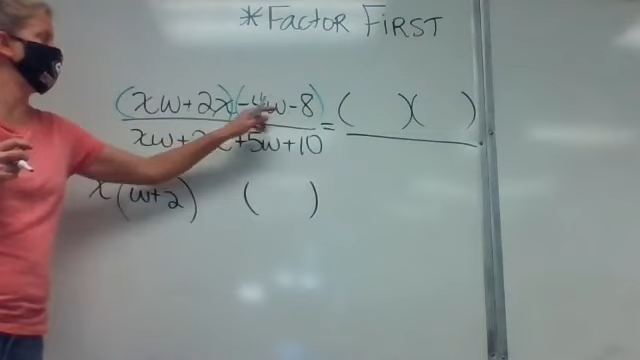 *FACTOR FIRST
(xw+2x)(-4w-8) = ( )( )
xw+2x+5w+10
x(w+2) ( )